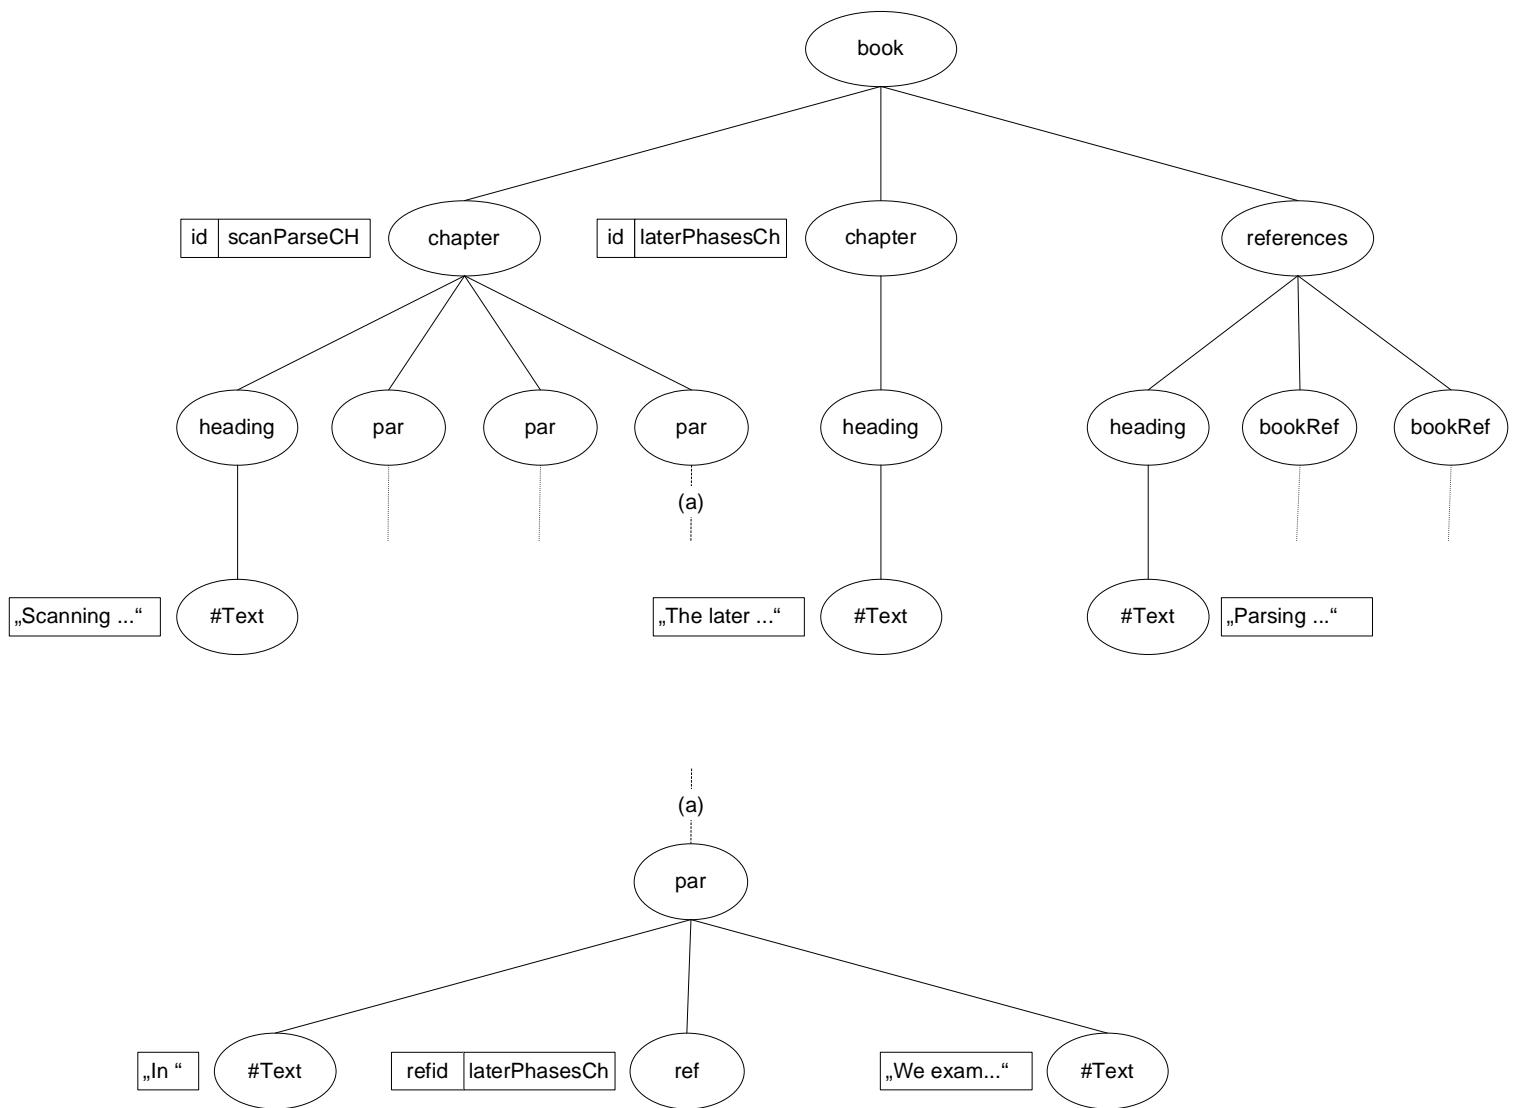 book
id scanParseCH chapter id laterPhasesCh chapter references
heading par par par heading heading bookRef bookRef
(a)
„Scanning ...“ #Text „The later ...“ #Text #Text „Parsing ...“
(a)
par
„In “ #Text refid laterPhasesCh ref „We exam...“ #Text